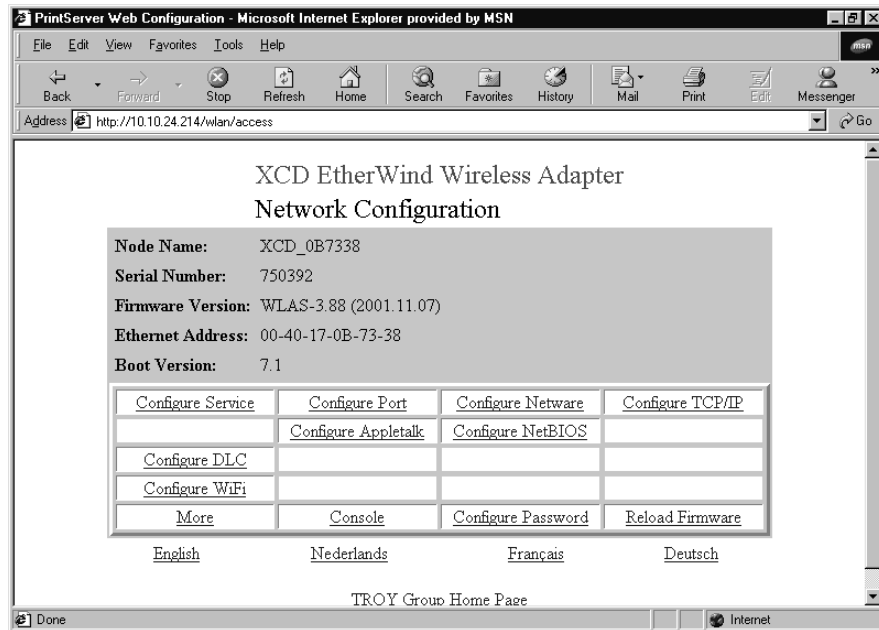 PrintServer Web Configuration - Microsoft Internet Explorer provided by MSN
File Edit View Favorites Tools Help
msn
Back Forward Stop Refresh Home Search Favorites History Mail Print Edit Messenger »
Address http://10.10.24.214/wlan/access Go
XCD EtherWind Wireless Adapter
Network Configuration
Node Name: XCD_0B7338
Serial Number: 750392
Firmware Version: WLAS-3.88 (2001.11.07)
Ethernet Address: 00-40-17-0B-73-38
Boot Version: 7.1
Configure Service Configure Port Configure Netware Configure TCP/IP
Configure Appletalk Configure NetBIOS
Configure DLC
Configure WiFi
More Console Configure Password Reload Firmware
English Nederlands Français Deutsch
TROY Group Home Page
Done Internet